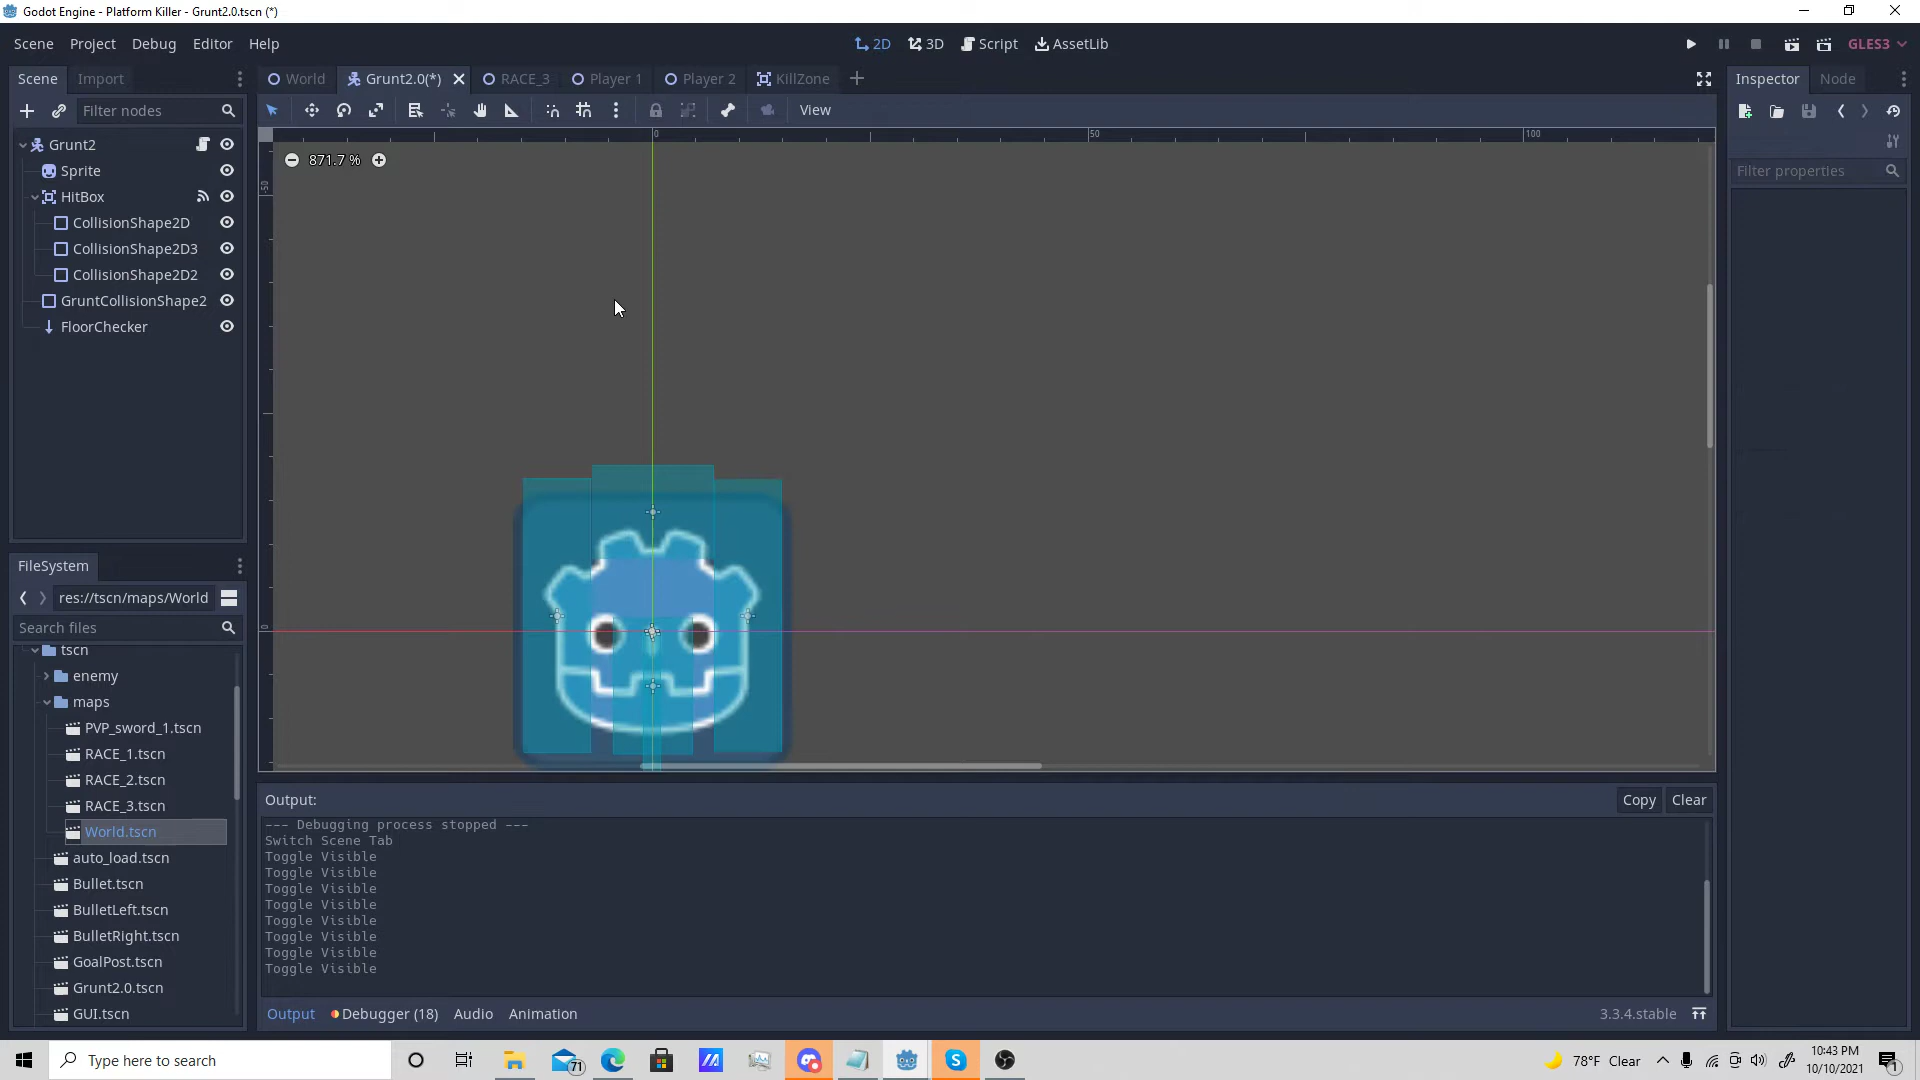 Godot Engine - Platform Killer - Grunt2.0.tscn (*)
Scene Project Debug Editor Help
2D 3D Script AssetLib
GLES3
Scene Import
World Grunt2.0(*) RACE_3 Player 1 Player 2 KillZone
Inspector Node
Filter nodes
View
Grunt2
Sprite
HitBox
CollisionShape2D
CollisionShape2D3
CollisionShape2D2
GruntCollisionShape2
FloorChecker
0 50 100
-50
0
871.7 %
Filter properties
FileSystem
res://tscn/maps/World
Search files
tscn
enemy
maps
PVP_sword_1.tscn
RACE_1.tscn
RACE_2.tscn
RACE_3.tscn
World.tscn
auto_load.tscn
Bullet.tscn
BulletLeft.tscn
BulletRight.tscn
GoalPost.tscn
Grunt2.0.tscn
GUI.tscn
Output:
Copy Clear
--- Debugging process stopped ---
Switch Scene Tab
Toggle Visible
Toggle Visible
Toggle Visible
Toggle Visible
Toggle Visible
Toggle Visible
Toggle Visible
Toggle Visible
Output Debugger (18) Audio Animation
3.3.4.stable
Type here to search
71
78°F Clear
10:43 PM
10/10/2021
1